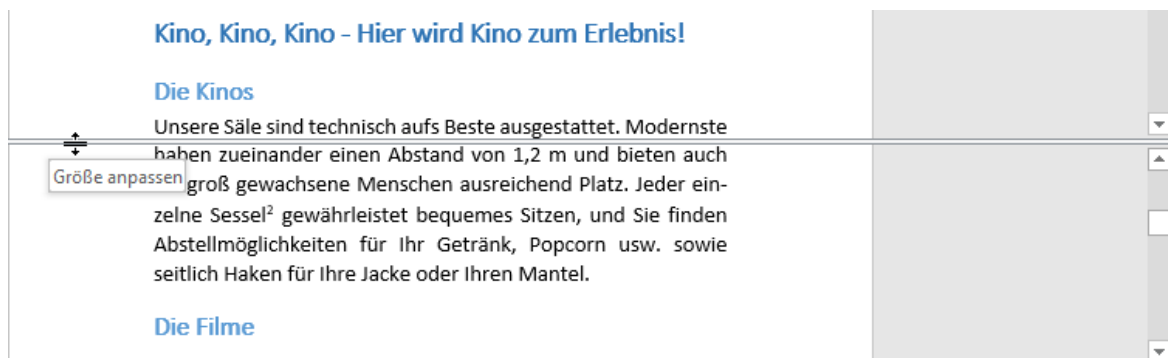 Kino, Kino, Kino - Hier wird Kino zum Erlebnis!
Die Kinos
Unsere Säle sind technisch aufs Beste ausgestattet. Modernste
haben zueinander einen Abstand von 1,2 m und bieten auch
Größe anpassen
groß gewachsene Menschen ausreichend Platz. Jeder ein-
zelne Sessel² gewährleistet bequemes Sitzen, und Sie finden
Abstellmöglichkeiten für Ihr Getränk, Popcorn usw. sowie
seitlich Haken für Ihre Jacke oder Ihren Mantel.
Die Filme